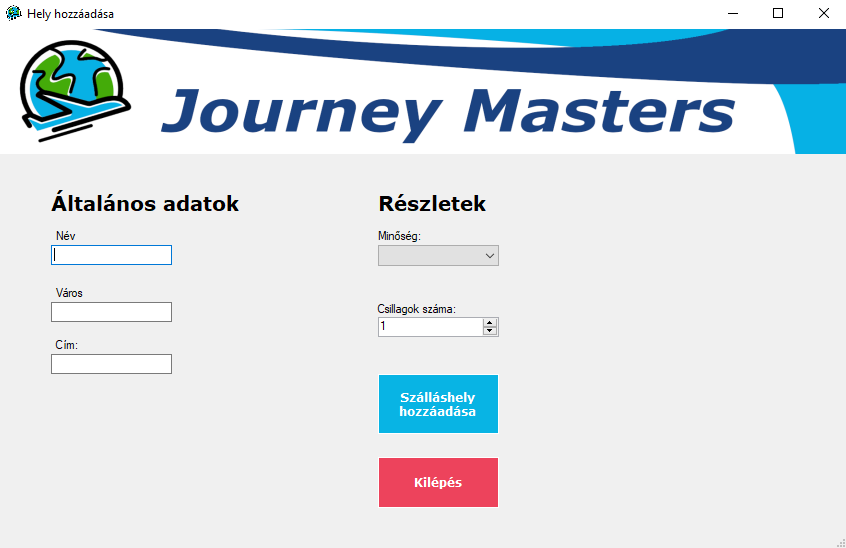 Hely hozzáadása
Journey Masters
Általános adatok
Név
Város
Cím:
Részletek
Minőség:
Csillagok száma:
1
Szálláshely
hozzáadása
Kilépés